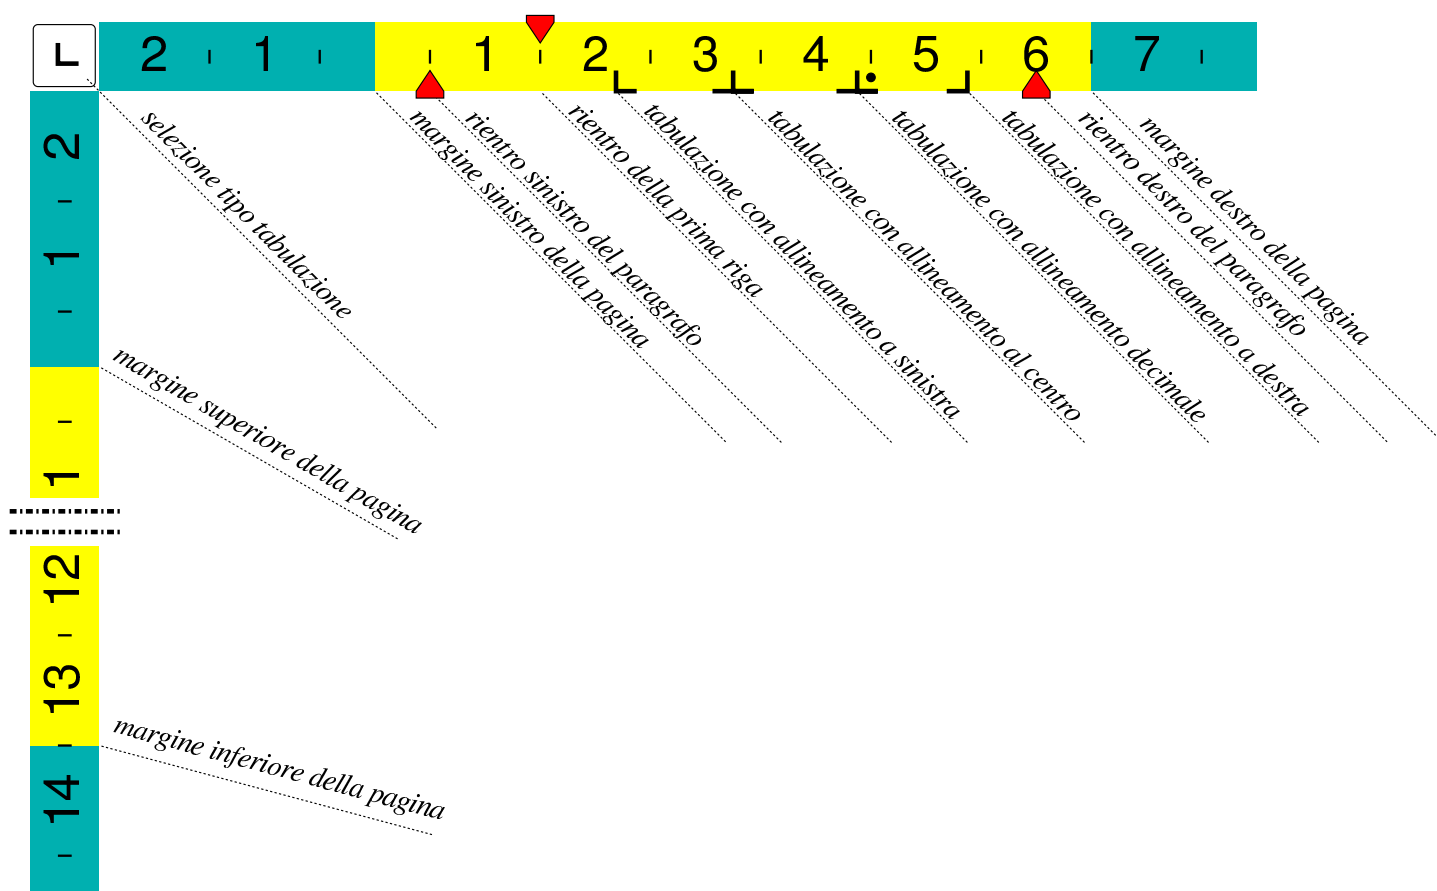 2 1 1 2 3 4 5 6 7
selezione tipo tabulazione
margine sinistro della pagina
rientro sinistro del paragrafo
rientro della prima riga
tabulazione con allineamento a sinistra
tabulazione con allineamento al centro
tabulazione con allineamento decimale
tabulazione con allineamento a destra
rientro destro del paragrafo
margine destro della pagina
2
1
margine superiore della pagina
1
12
13
margine inferiore della pagina
14